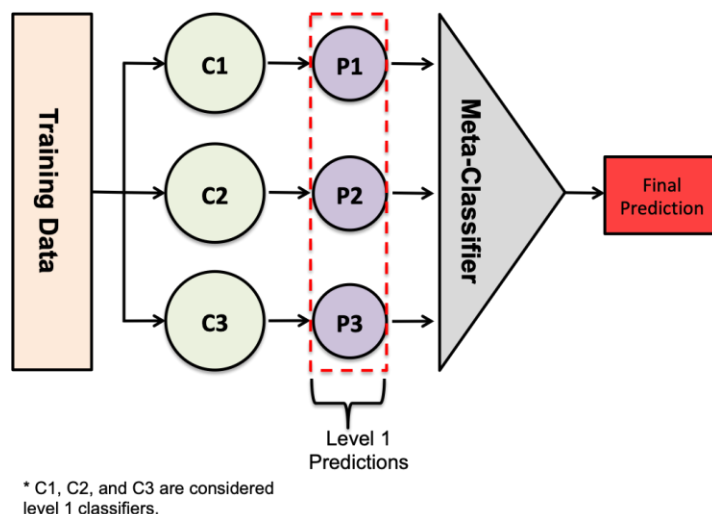 Training Data
C1
P1
C2
P2
C3
P3
Meta-Classifier
Final
Prediction
Level 1
Predictions
* C1, C2, and C3 are considered
level 1 classifiers.